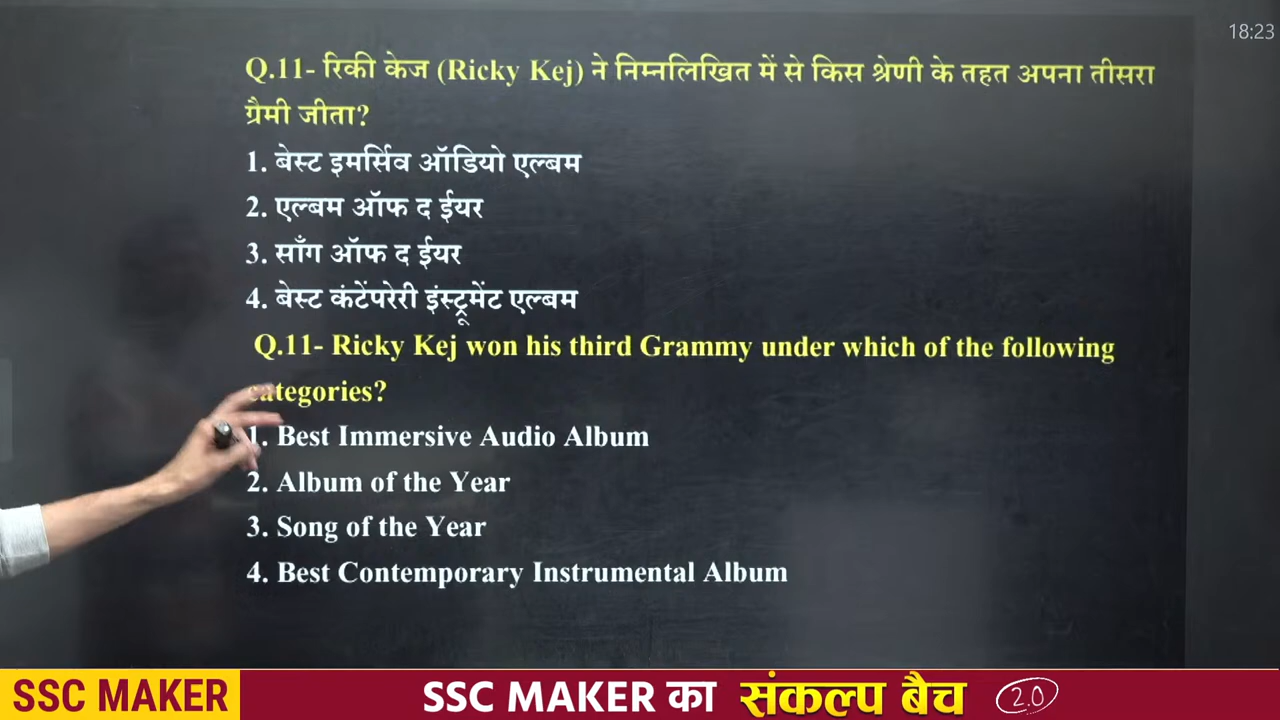 18:23
Q.11- रिकी केज (Ricky Kej) ने निम्नलिखित में से किस श्रेणी के तहत अपना तीसरा
ग्रैमी जीता?
1. बेस्ट इमर्सिव ऑडियो एल्बम
2. एल्बम ऑफ द ईयर
3. साँग ऑफ द ईयर
4. बेस्ट कंटेंपरेरी इंस्ट्रूमेंट एल्बम
Q.11- Ricky Kej won his third Grammy under which of the following
categories?
1. Best Immersive Audio Album
2. Album of the Year
3. Song of the Year
4. Best Contemporary Instrumental Album
SSC MAKER
SSC MAKER का संकल्प बैच 2.0